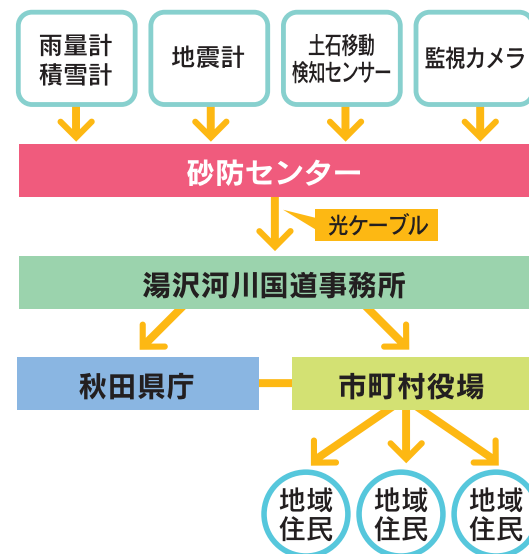 雨量計
積雪計
地震計
土石移動
検知センサー
監視カメラ
砂防センター
光ケーブル
湯沢河川国道事務所
秋田県庁
市町村役場
地域
住民
地域
住民
地域
住民